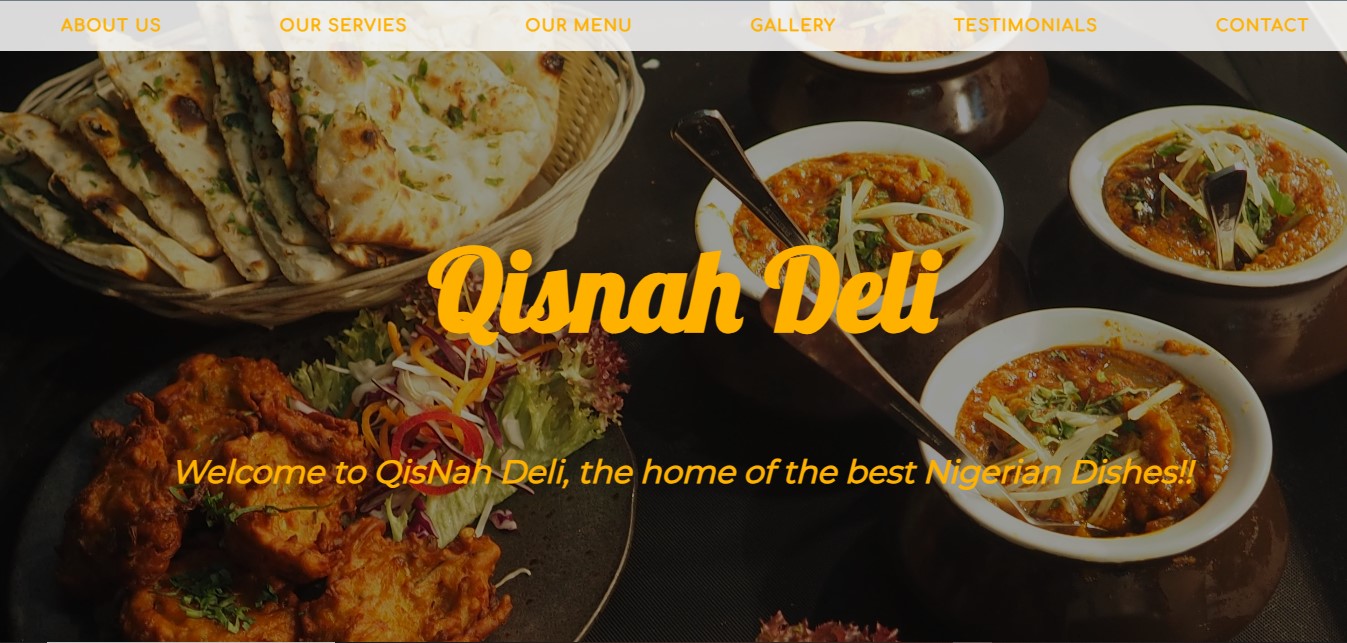 ABOUT US OUR SERVIES OUR MENU GALLERY TESTIMONIALS CONTACT
Qisnah Deli
Welcome to QisNah Deli, the home of the best Nigerian Dishes!!